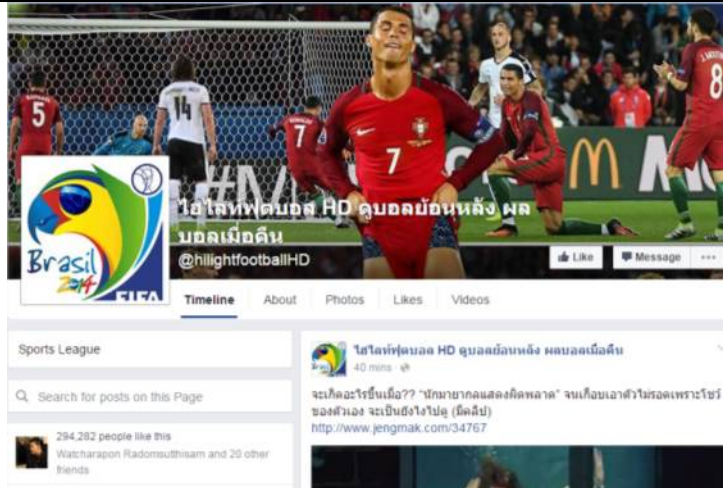 5
14
7
7
8
M
Brasil
2014
FIFA
ไฮไลท์ฟุตบอล HD ดูบอลย้อนหลัง ผล
บอลเมื่อคืน
@hilightfootballHD
Like
Message
Timeline
About
Photos
Likes
Videos
Sports League
Search for posts on this Page
294,282 people like this
Watcharapon Radomsutthisam and 20 other
friends
ไฮไลท์ฟุตบอล HD ดูบอลย้อนหลัง ผลบอลเมื่อคืน
40 mins
จะเกิดอะไรขึ้นเมื่อ?? "นักมายากลแสดงผิดพลาด" จนเกือบเอาตัวไม่รอดเพราะโชว์
ของตัวเอง จะเป็นยังไงไปดู (มีคลิป)
http://www.jengmak.com/34767